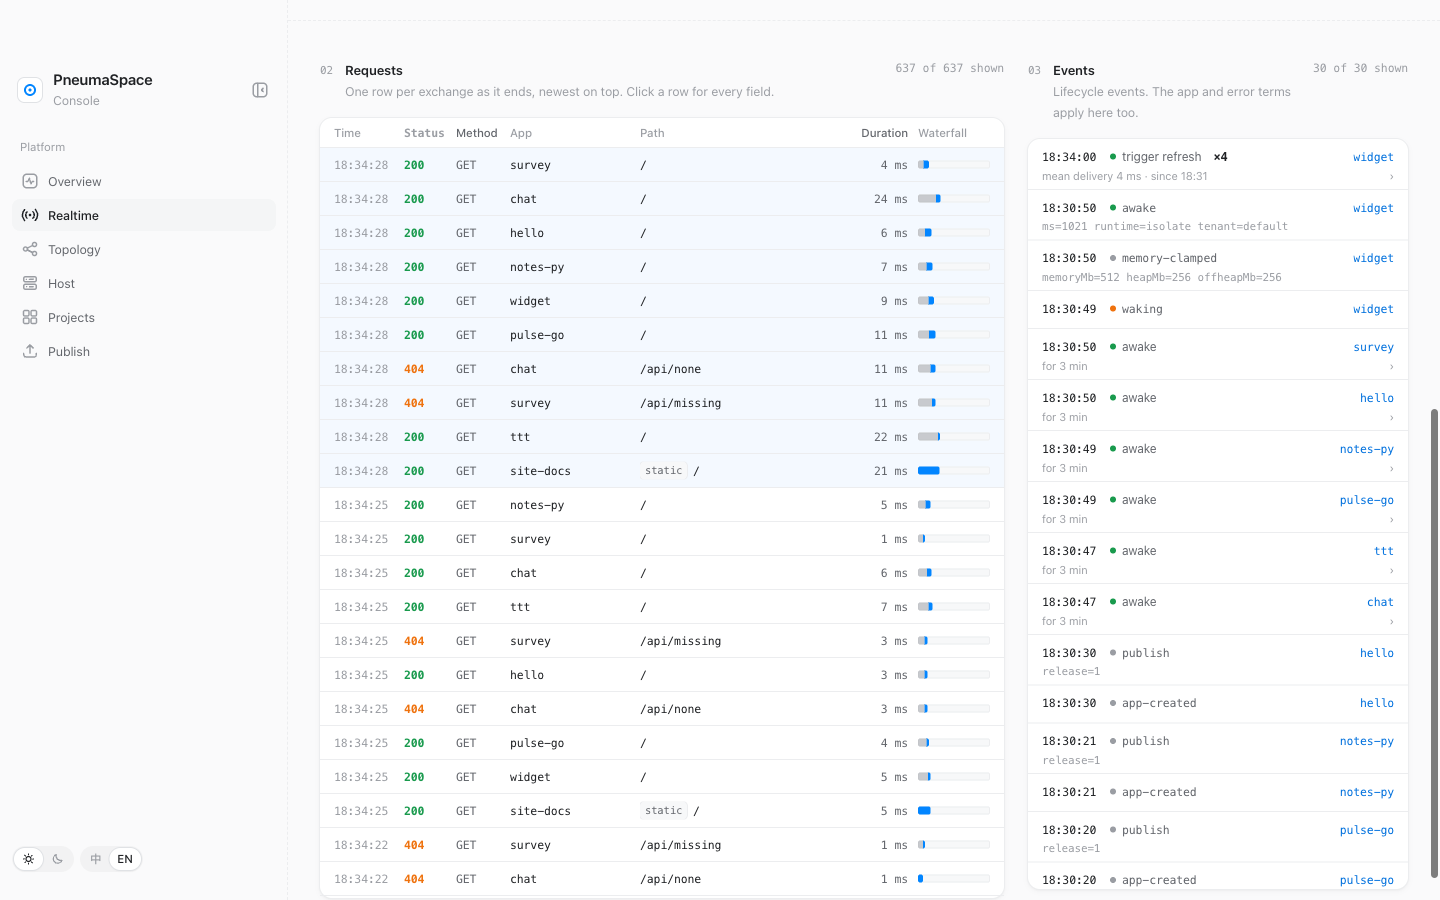 PneumaSpace
Console
Platform
Overview
Realtime
Topology
Host
Projects
Publish
中 EN
02 Requests 637 of 637 shown
One row per exchange as it ends, newest on top. Click a row for every field.
Time Status Method App Path Duration Waterfall
18:34:28 200 GET survey / 4 ms
18:34:28 200 GET chat / 24 ms
18:34:28 200 GET hello / 6 ms
18:34:28 200 GET notes-py / 7 ms
18:34:28 200 GET widget / 9 ms
18:34:28 200 GET pulse-go / 11 ms
18:34:28 404 GET chat /api/none 11 ms
18:34:28 404 GET survey /api/missing 11 ms
18:34:28 200 GET ttt / 22 ms
18:34:28 200 GET site-docs static / 21 ms
18:34:25 200 GET notes-py / 5 ms
18:34:25 200 GET survey / 1 ms
18:34:25 200 GET chat / 6 ms
18:34:25 200 GET ttt / 7 ms
18:34:25 404 GET survey /api/missing 3 ms
18:34:25 200 GET hello / 3 ms
18:34:25 404 GET chat /api/none 3 ms
18:34:25 200 GET pulse-go / 4 ms
18:34:25 200 GET widget / 5 ms
18:34:25 200 GET site-docs static / 5 ms
18:34:22 404 GET survey /api/missing 1 ms
18:34:22 404 GET chat /api/none 1 ms
03 Events 30 of 30 shown
Lifecycle events. The app and error terms
apply here too.
18:34:00 trigger refresh ×4 widget
mean delivery 4 ms · since 18:31 ›
18:30:50 awake widget
ms=1021 runtime=isolate tenant=default
18:30:50 memory-clamped widget
memoryMb=512 heapMb=256 offheapMb=256
18:30:49 waking widget
18:30:50 awake survey
for 3 min ›
18:30:50 awake hello
for 3 min ›
18:30:49 awake notes-py
for 3 min ›
18:30:49 awake pulse-go
for 3 min ›
18:30:47 awake ttt
for 3 min ›
18:30:47 awake chat
for 3 min ›
18:30:30 publish hello
release=1
18:30:30 app-created hello
18:30:21 publish notes-py
release=1
18:30:21 app-created notes-py
18:30:20 publish pulse-go
release=1
18:30:20 app-created pulse-go